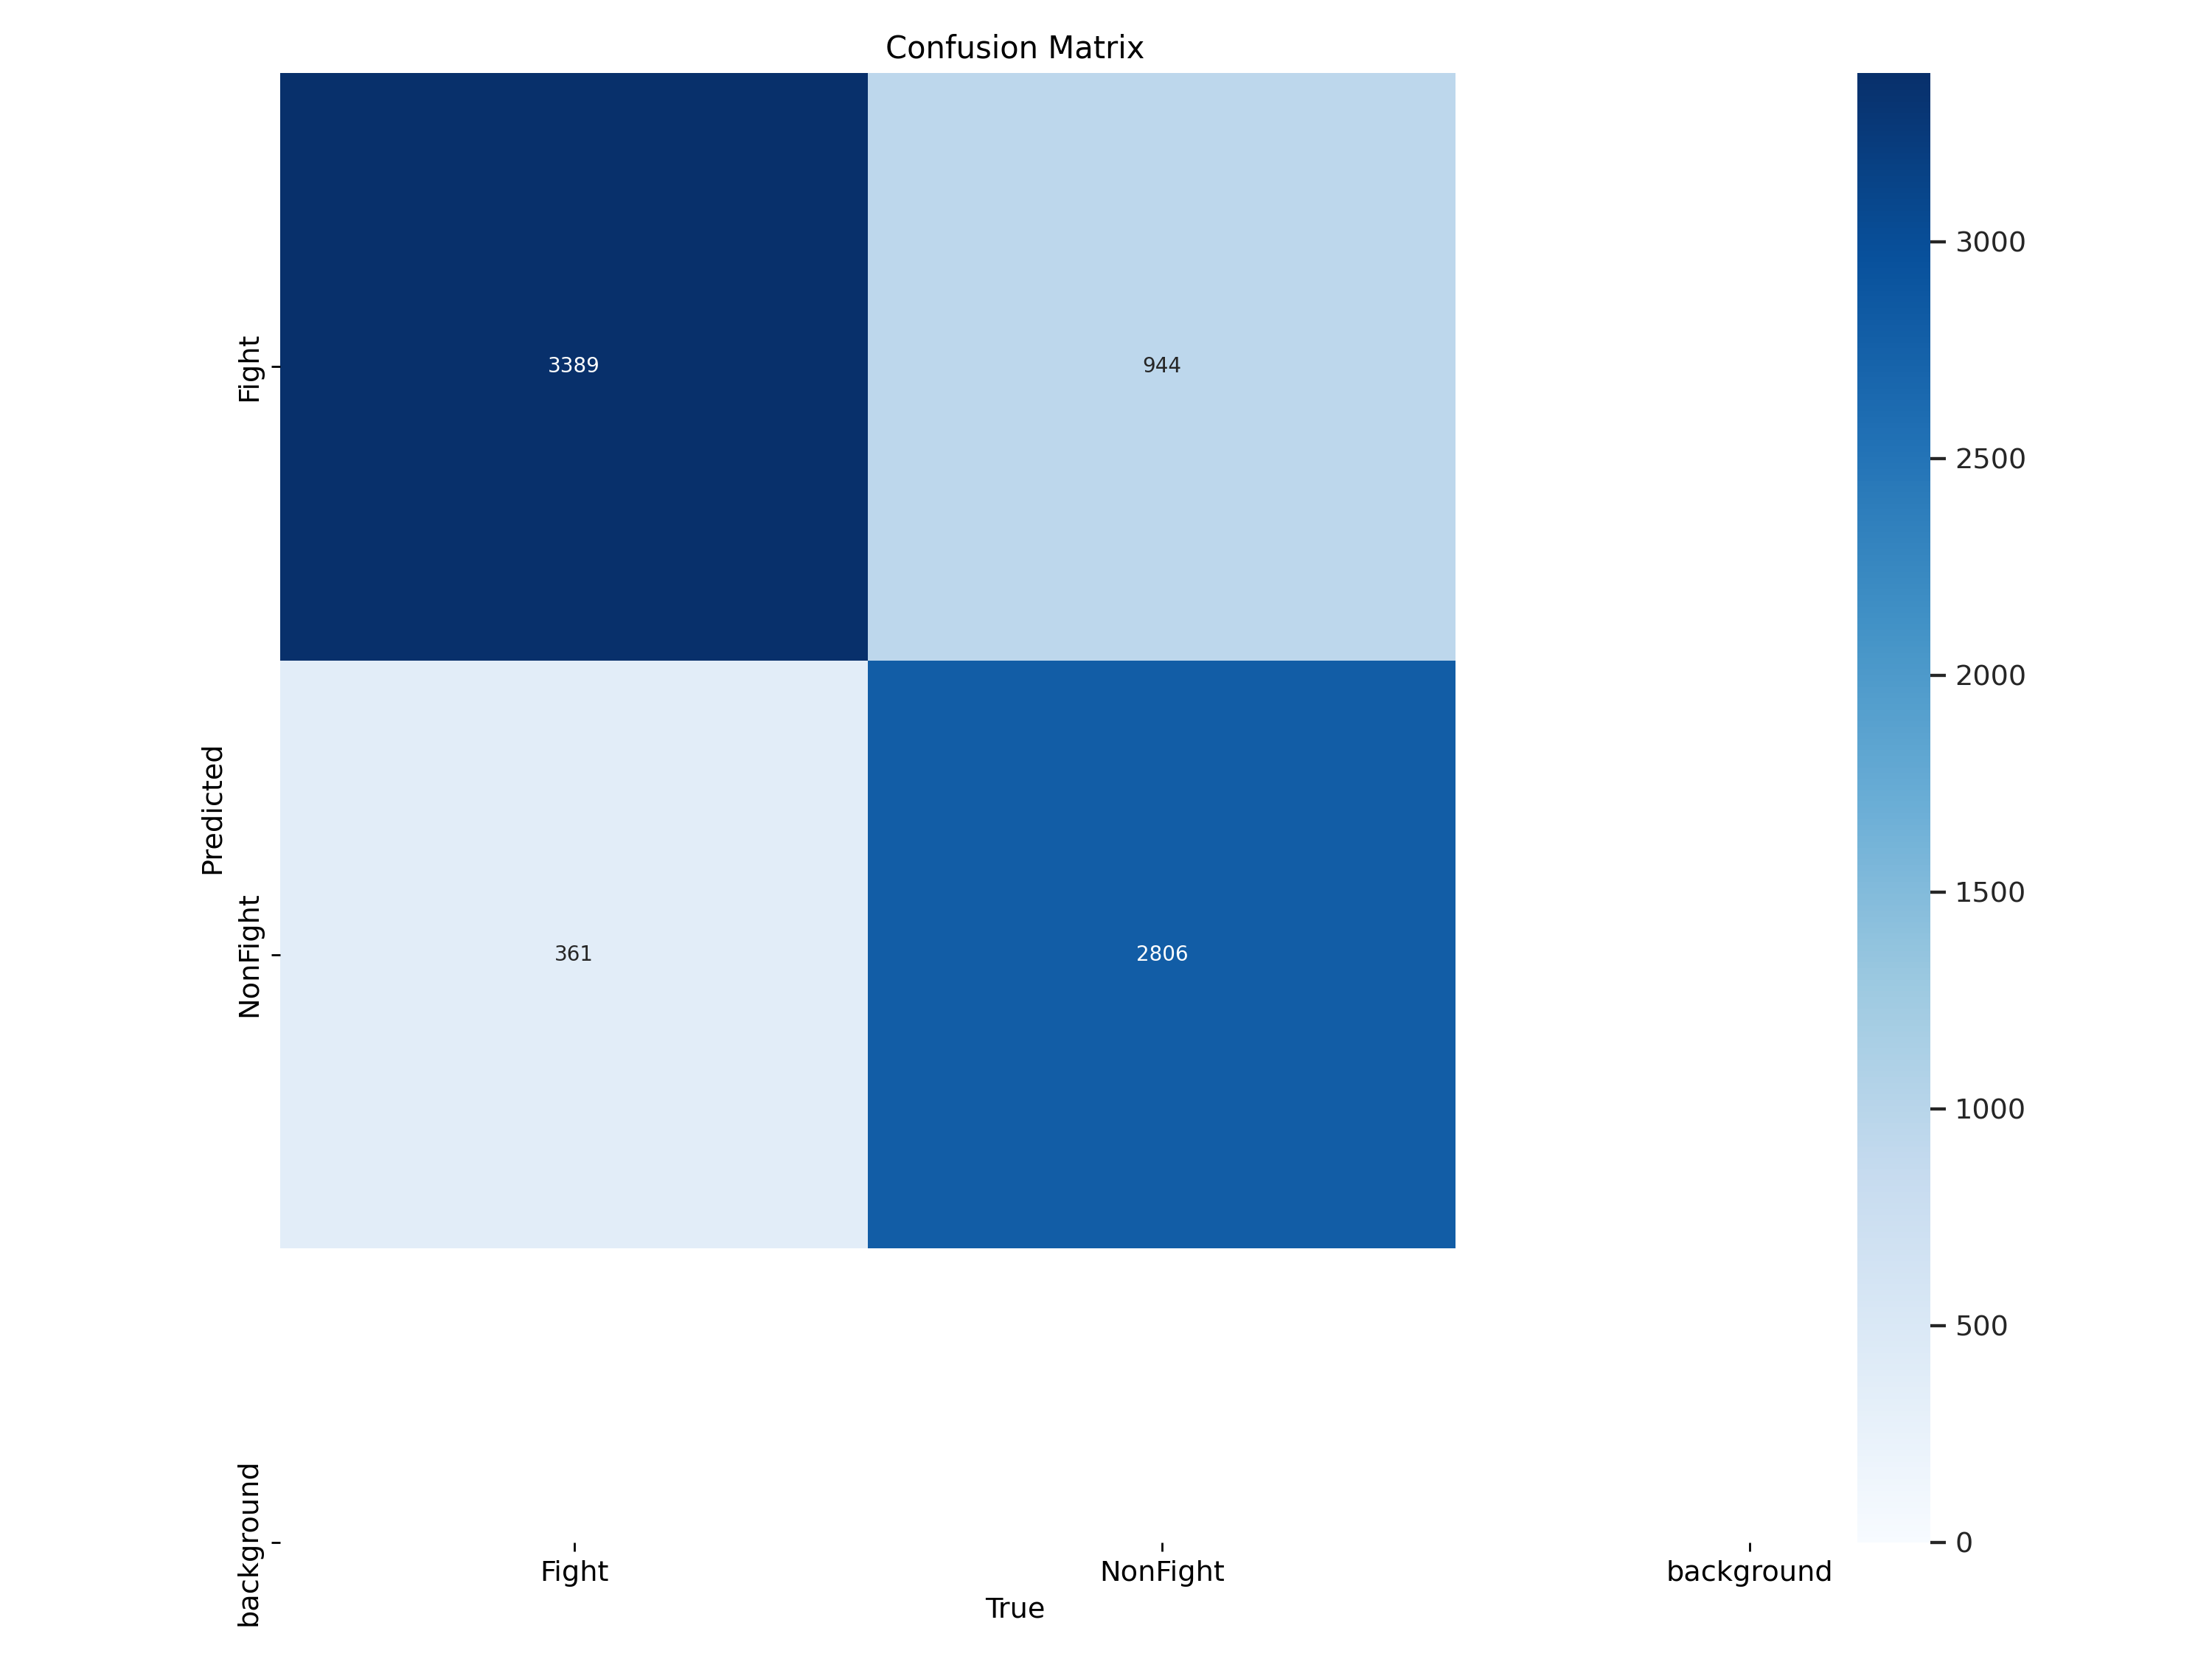 Confusion Matrix
Predicted
Fight
NonFight
background
3389
944
361
2806
Fight
NonFight
background
True
3000
2500
2000
1500
1000
500
0